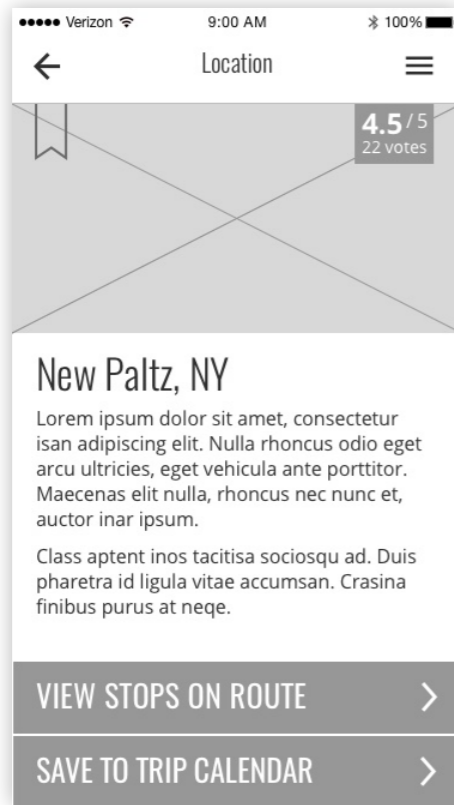 Verizon 9:00 AM 100%
Location
4.5 / 5
22 votes
New Paltz, NY
Lorem ipsum dolor sit amet, consectetur
isan adipiscing elit. Nulla rhoncus odio eget
arcu ultricies, eget vehicula ante porttitor.
Maecenas elit nulla, rhoncus nec nunc et,
auctor inar ipsum.
Class aptent inos tacitisa sociosqu ad. Duis
pharetra id ligula vitae accumsan. Crasina
finibus purus at neqe.
VIEW STOPS ON ROUTE
SAVE TO TRIP CALENDAR